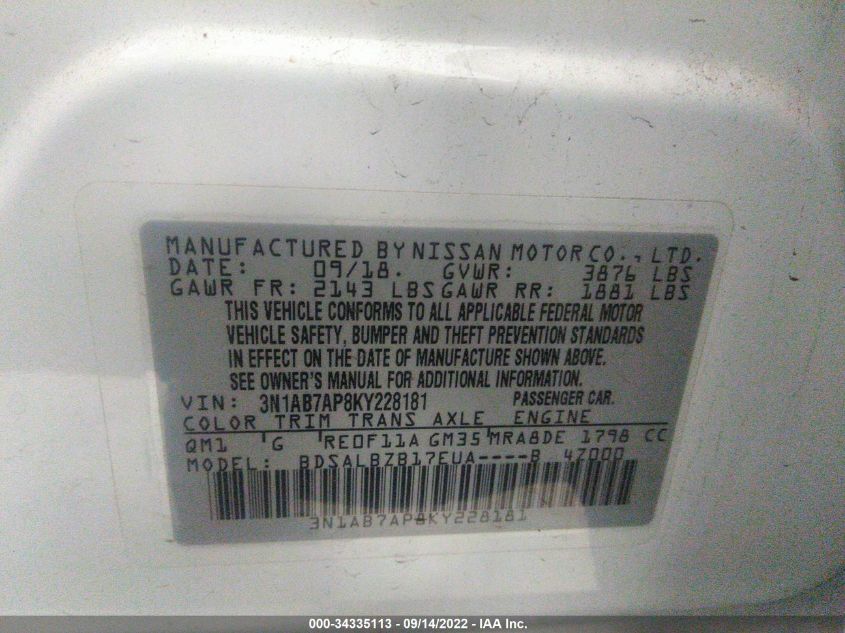 MANUFACTURED BY NISSAN MOTOR CO., LTD.
DATE: 09/18. GVWR: 3876 LBS
GAWR FR: 2143 LBS GAWR RR: 1881 LBS
THIS VEHICLE CONFORMS TO ALL APPLICABLE FEDERAL MOTOR
VEHICLE SAFETY, BUMPER AND THEFT PREVENTION STANDARDS
IN EFFECT ON THE DATE OF MANUFACTURE SHOWN ABOVE.
SEE OWNER'S MANUAL FOR ADDITIONAL INFORMATION.
VIN: 3N1AB7AP8KY228181 PASSENGER CAR.
COLOR TRIM TRANS AXLE ENGINE
QM1 G RE0F11A GM35 MRA8DE 1798 CC
MODEL: BDSALBZB17EUA----B 4Z000
3N1AB7AP8KY228181
000-34335113 - 09/14/2022 - IAA Inc.